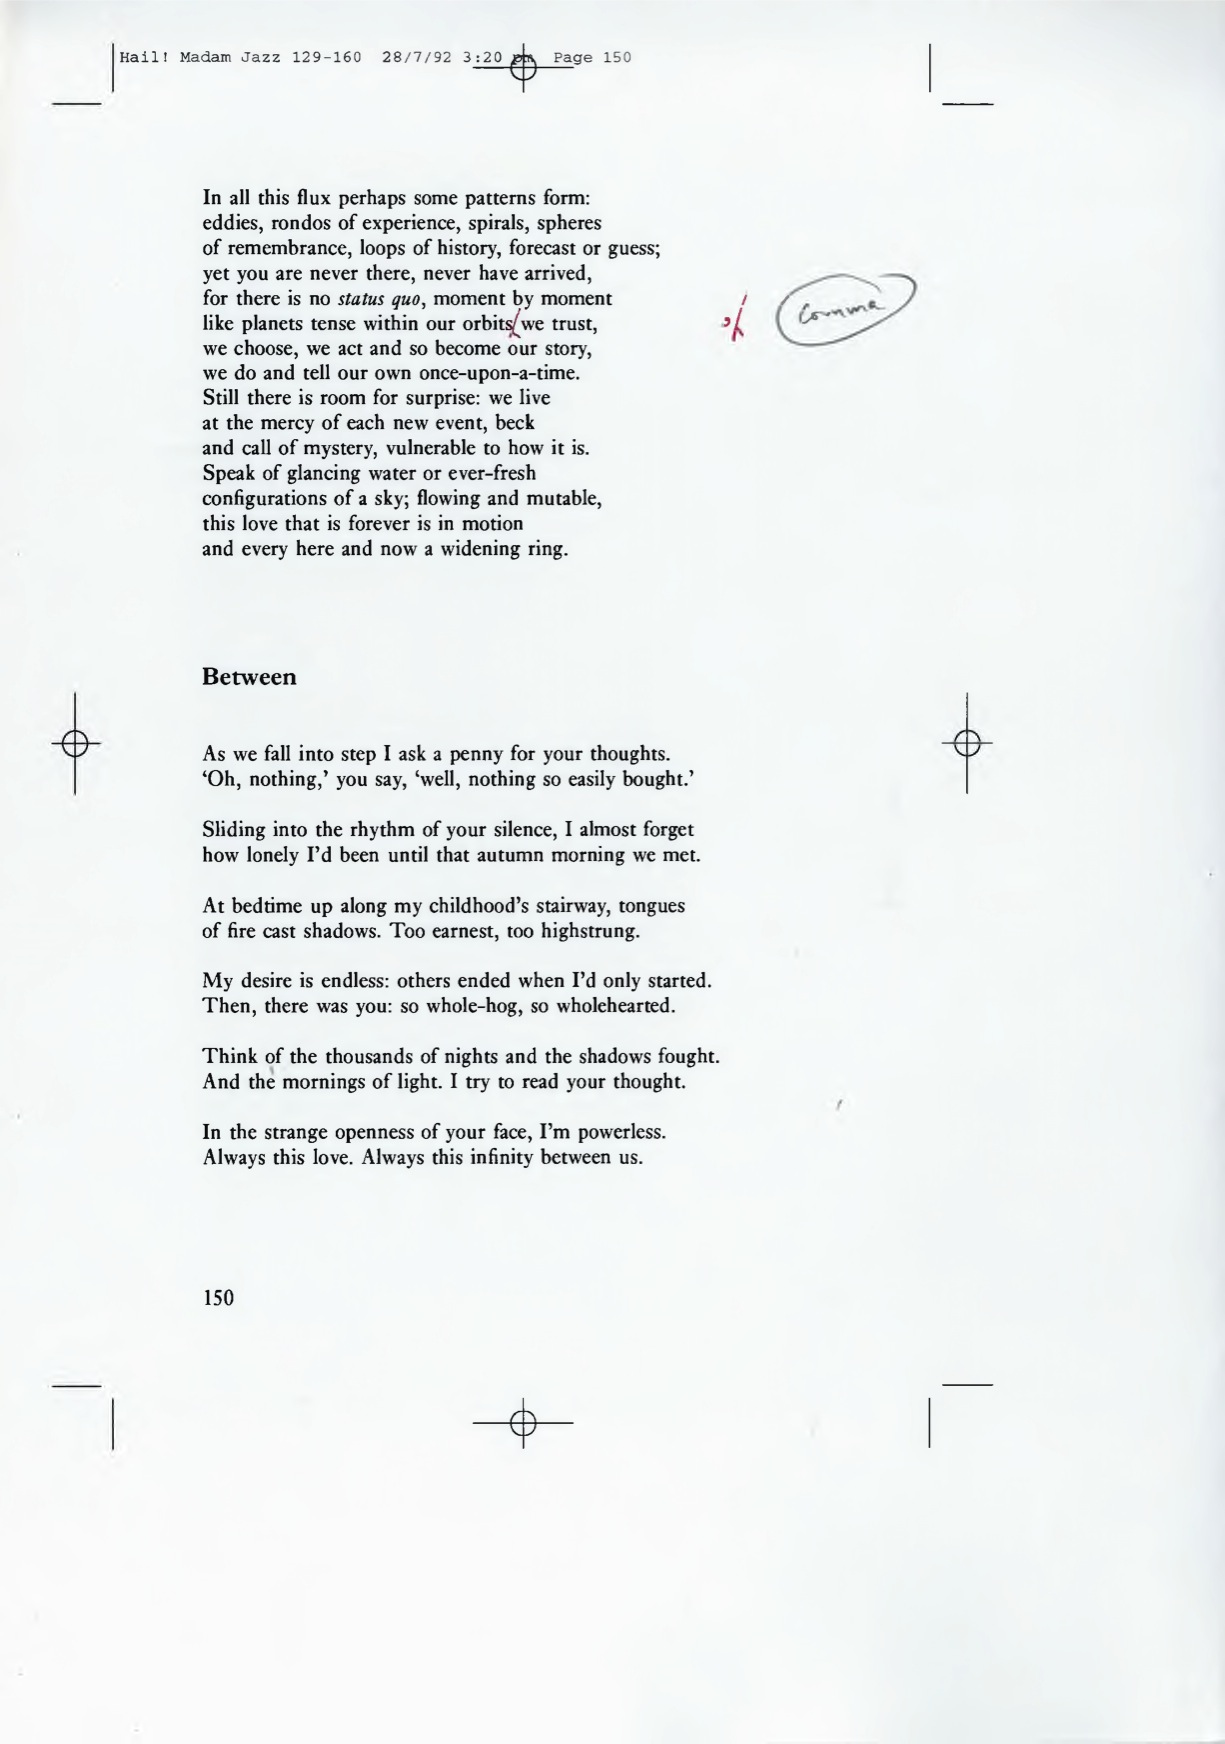 Hail! Madam Jazz 129-160 28/7/92 3:20 pm Page 150
In all this flux perhaps some patterns form:
eddies, rondos of experience, spirals, spheres
of remembrance, loops of history, forecast or guess;
yet you are never there, never have arrived,
for there is no status quo, moment by moment
like planets tense within our orbits we trust,
,/ comma
we choose, we act and so become our story,
we do and tell our own once-upon-a-time.
Still there is room for surprise: we live
at the mercy of each new event, beck
and call of mystery, vulnerable to how it is.
Speak of glancing water or ever-fresh
configurations of a sky; flowing and mutable,
this love that is forever is in motion
and every here and now a widening ring.
Between
As we fall into step I ask a penny for your thoughts.
‘Oh, nothing,’ you say, ‘well, nothing so easily bought.’
Sliding into the rhythm of your silence, I almost forget
how lonely I’d been until that autumn morning we met.
At bedtime up along my childhood’s stairway, tongues
of fire cast shadows. Too earnest, too highstrung.
My desire is endless: others ended when I’d only started.
Then, there was you: so whole-hog, so wholehearted.
Think of the thousands of nights and the shadows fought.
And the mornings of light. I try to read your thought.
In the strange openness of your face, I’m powerless.
Always this love. Always this infinity between us.
150